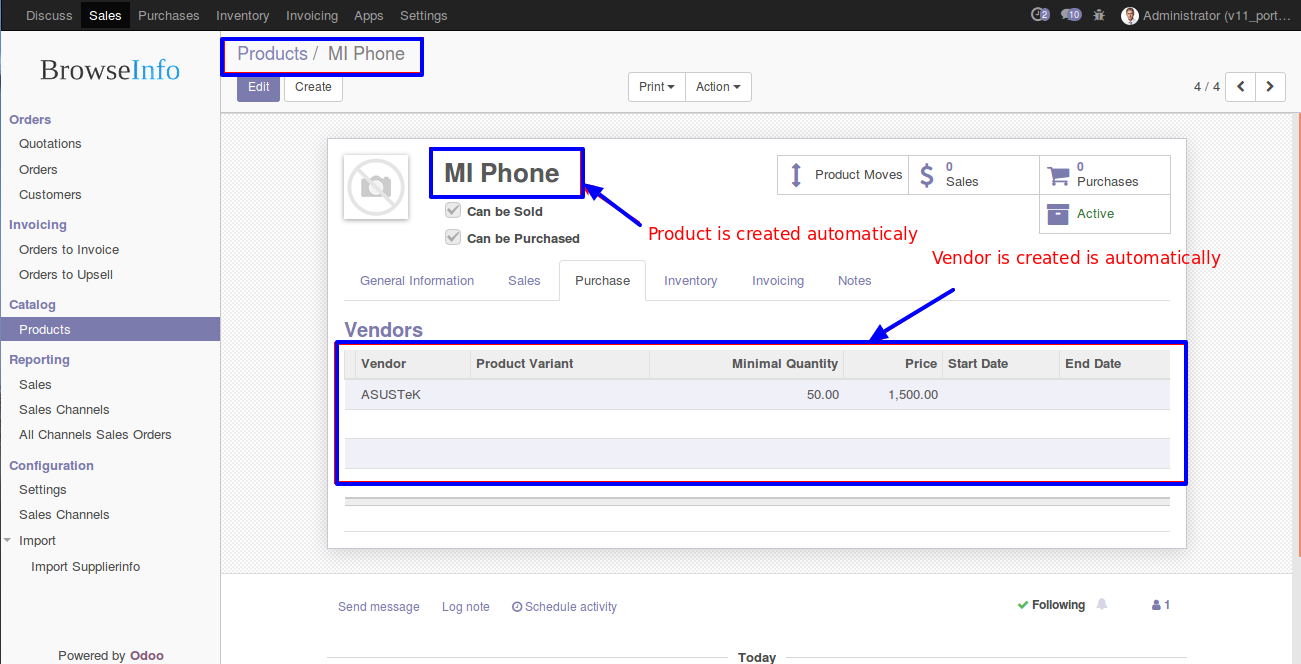 Discuss Sales Purchases Inventory Invoicing Apps Settings 2 10 Administrator (v11_port...
BrowseInfo
Products / MI Phone
Edit Create Print Action 4 / 4
Orders
Quotations
Orders
Customers
Invoicing
Orders to Invoice
Orders to Upsell
Catalog
Products
Reporting
Sales
Sales Channels
All Channels Sales Orders
Configuration
Settings
Sales Channels
Import
Import Supplierinfo
Powered by Odoo
MI Phone
Can be Sold
Can be Purchased
Product Moves
0
Sales
0
Purchases
Active
Product is created automaticaly
Vendor is created is automatically
General Information Sales Purchase Inventory Invoicing Notes
Vendors
Vendor Product Variant Minimal Quantity Price Start Date End Date
ASUSTeK 50.00 1,500.00
Send message Log note Schedule activity Following 1
Today